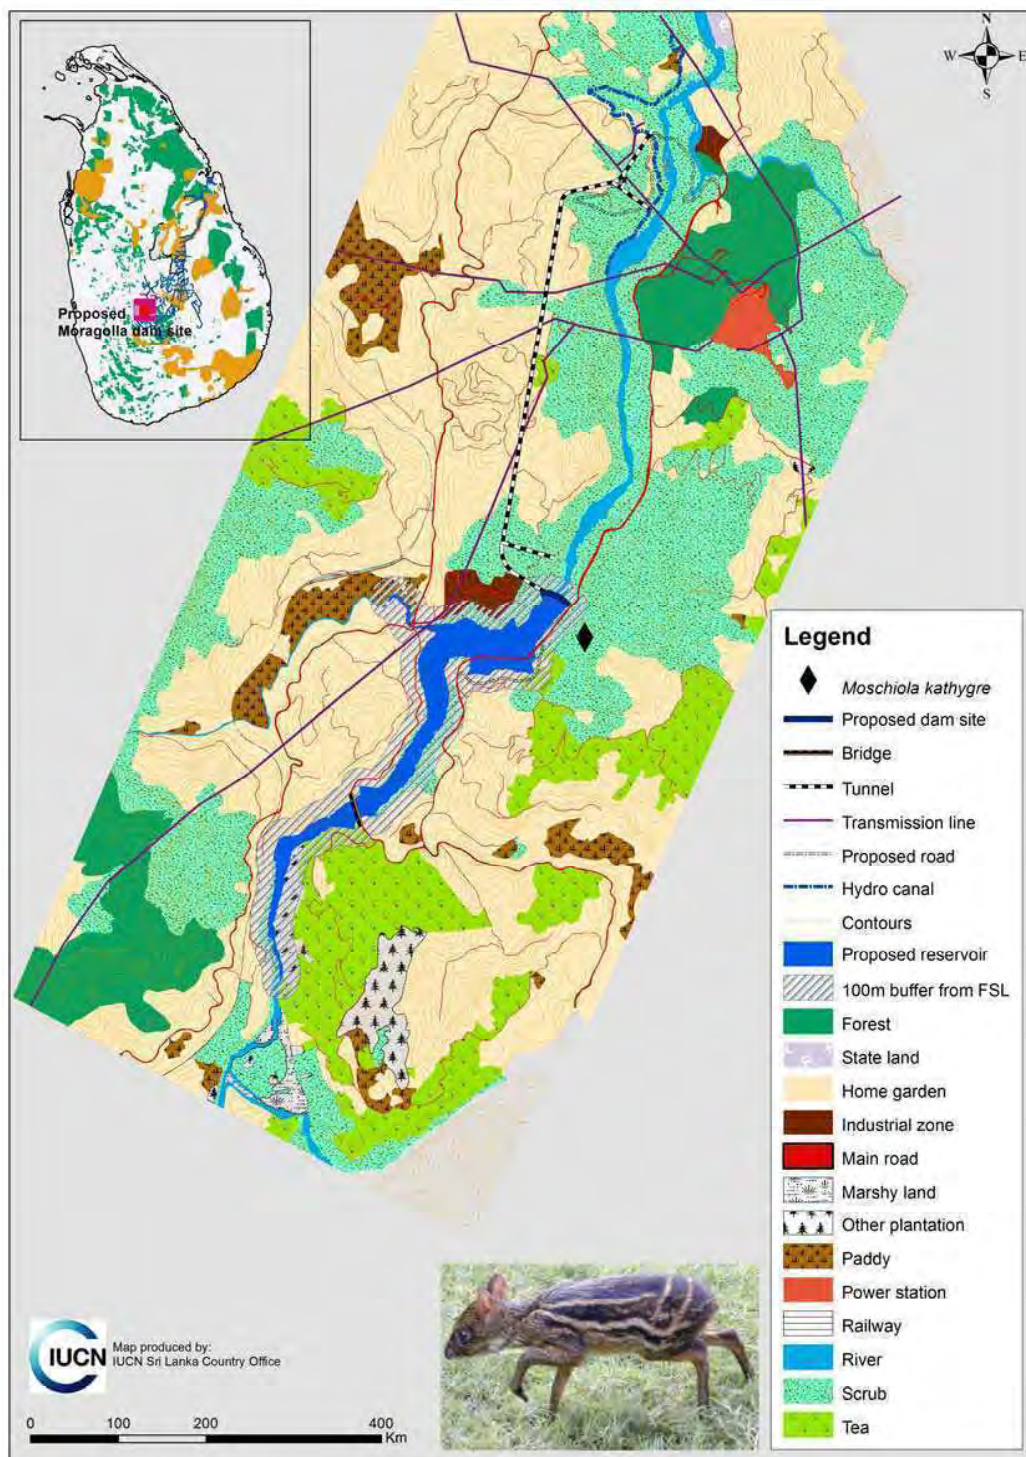 N
W
E
S
Proposed
Moragolla dam site
Legend
Moschiola kathygre
Proposed dam site
Bridge
Tunnel
Transmission line
Proposed road
Hydro canal
Contours
Proposed reservoir
100m buffer from FSL
Forest
State land
Home garden
Industrial zone
Main road
Marshy land
Other plantation
Paddy
Power station
Railway
River
Scrub
Tea
IUCN
Map produced by:
IUCN Sri Lanka Country Office
0 100 200 400
Km